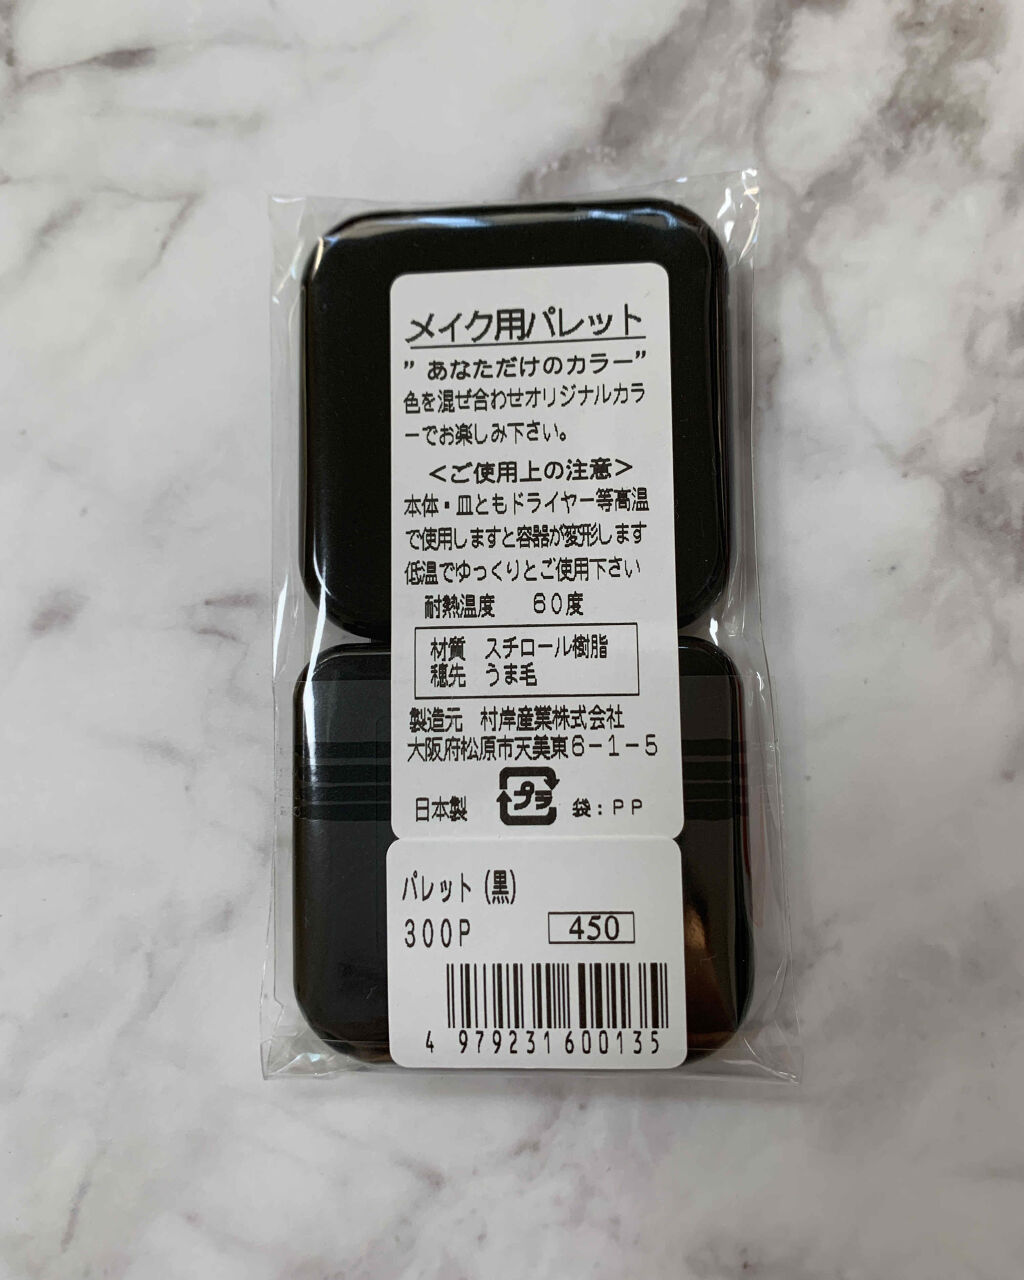 メイク用パレット
”あなただけのカラー”
色を混ぜ合わせオリジナルカラ
ーでお楽しみ下さい。
＜ご使用上の注意＞
本体・皿ともドライヤー等高温
で使用しますと容器が変形します
低温でゆっくりとご使用下さい
耐熱温度 60度
材質 スチロール樹脂
穂先 うま毛
製造元 村岸産業株式会社
大阪府松原市天美東6-1-5
日本製 プラ 袋：PP
パレット(黒)
300P 450
4 979231 600135